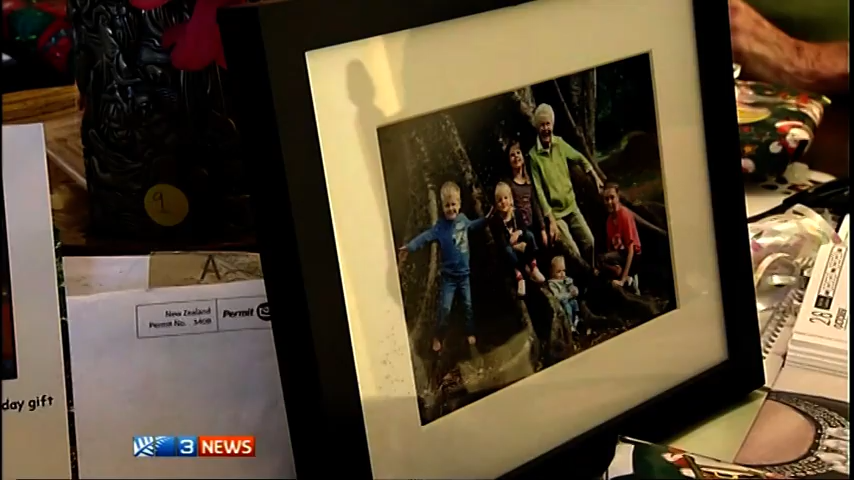 9
New Zealand
Permit No. 3408
Permit
day gift
28
3 NEWS